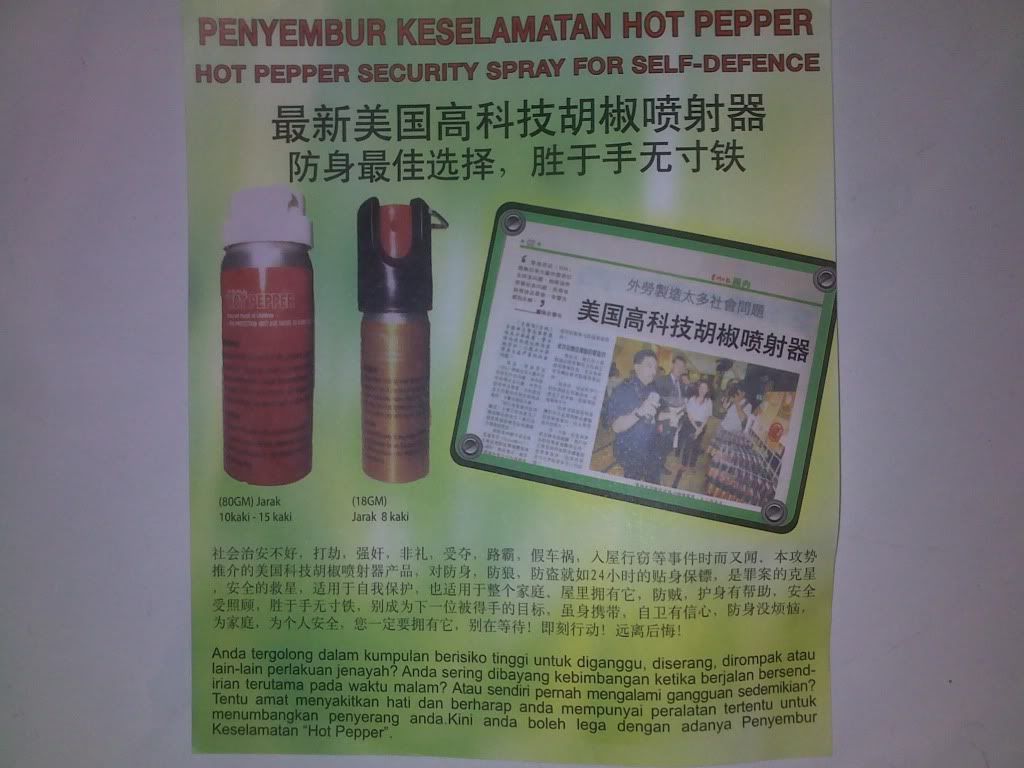 PENYEMBUR KESELAMATAN HOT PEPPER
HOT PEPPER SECURITY SPRAY FOR SELF-DEFENCE
最新美国高科技胡椒喷射器
防身最佳选择，胜于手无寸铁
HOT PEPPER
國內
外勞製造太多社會問題
美国高科技胡椒喷射器
(80GM) Jarak
10kaki - 15 kaki
(18GM)
Jarak 8 kaki
社会治安不好，打劫，强奸，非礼，受夺，路霸，假车祸，入屋行窃等事件时而又闻。本攻势
推介的美国科技胡椒喷射器产品，对防身，防狼，防盗就如24小时的贴身保镖，是罪案的克星
，安全的救星，适用于自我保护，也适用于整个家庭。屋里拥有它，防贼，护身有帮助，安全
受照顾，胜于手无寸铁，别成为下一位被得手的目标，虽身携带，自卫有信心，防身没烦恼，
为家庭，为个人安全，您一定要拥有它，别在等待！即刻行动！远离后悔！
Anda tergolong dalam kumpulan berisiko tinggi untuk diganggu, diserang, dirompak atau
lain-lain perlakuan jenayah? Anda sering dibayang kebimbangan ketika berjalan bersend-
irian terutama pada waktu malam? Atau sendiri pernah mengalami gangguan sedemikian?
Tentu amat menyakitkan hati dan berharap anda mempunyai peralatan tertentu untuk
menumbangkan penyerang anda.Kini anda boleh lega dengan adanya Penyembur
Keselamatan "Hot Pepper".